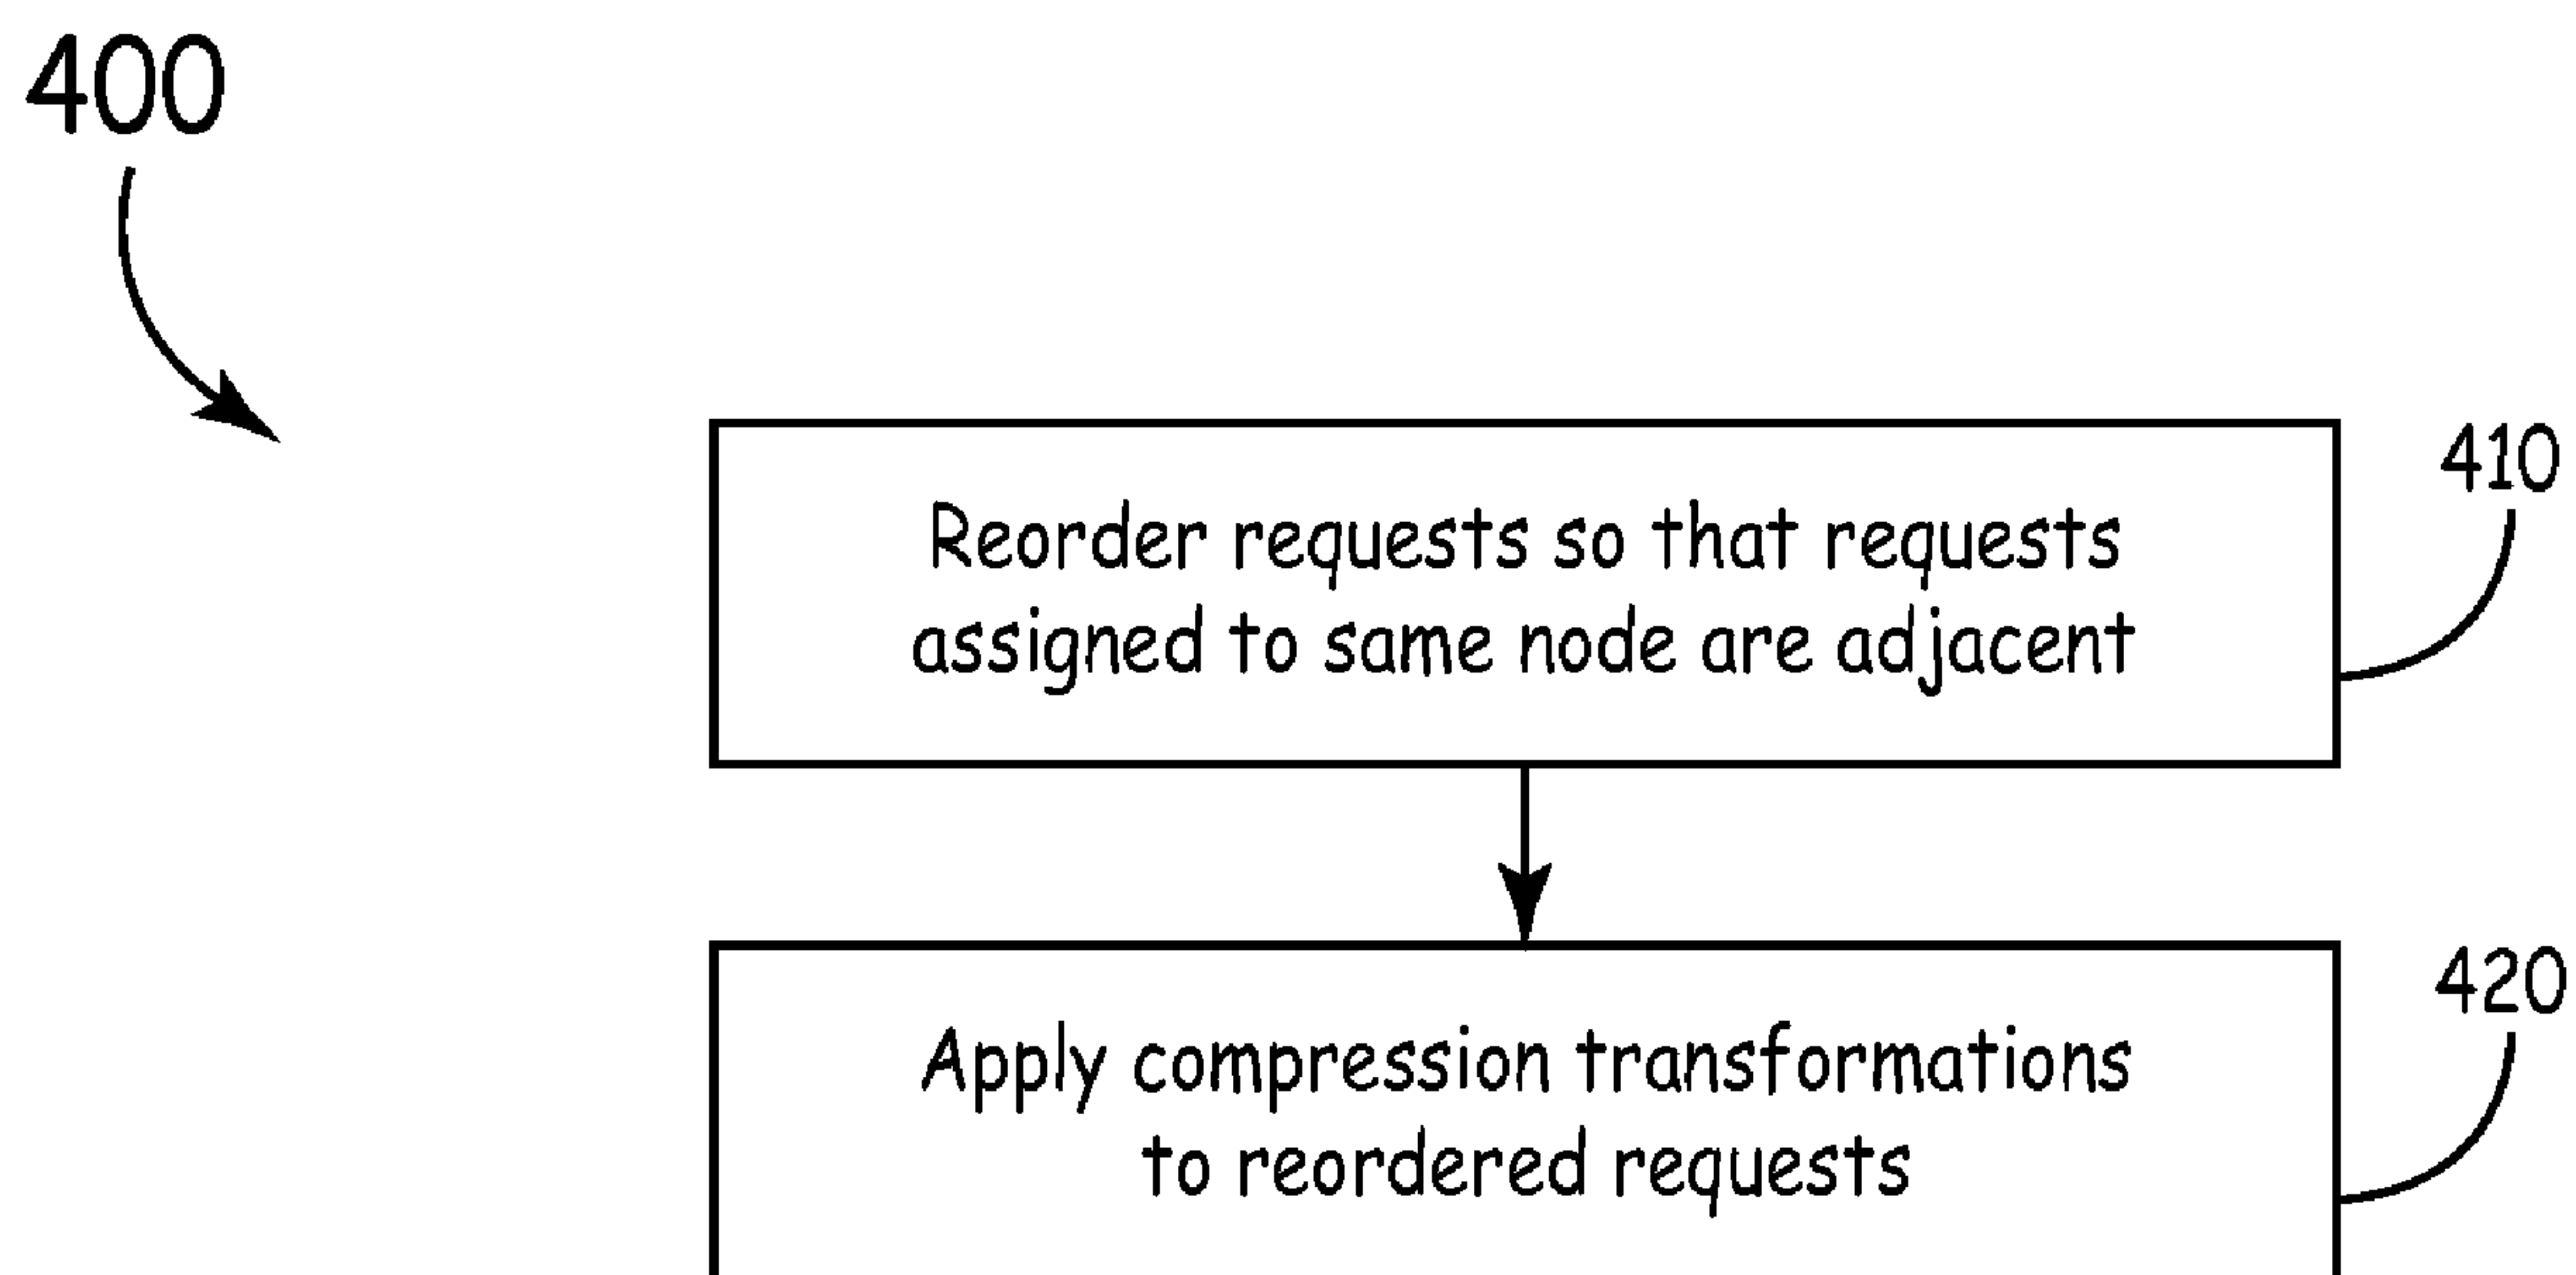 400
Reorder requests so that requests
assigned to same node are adjacent
410
Apply compression transformations
to reordered requests
420